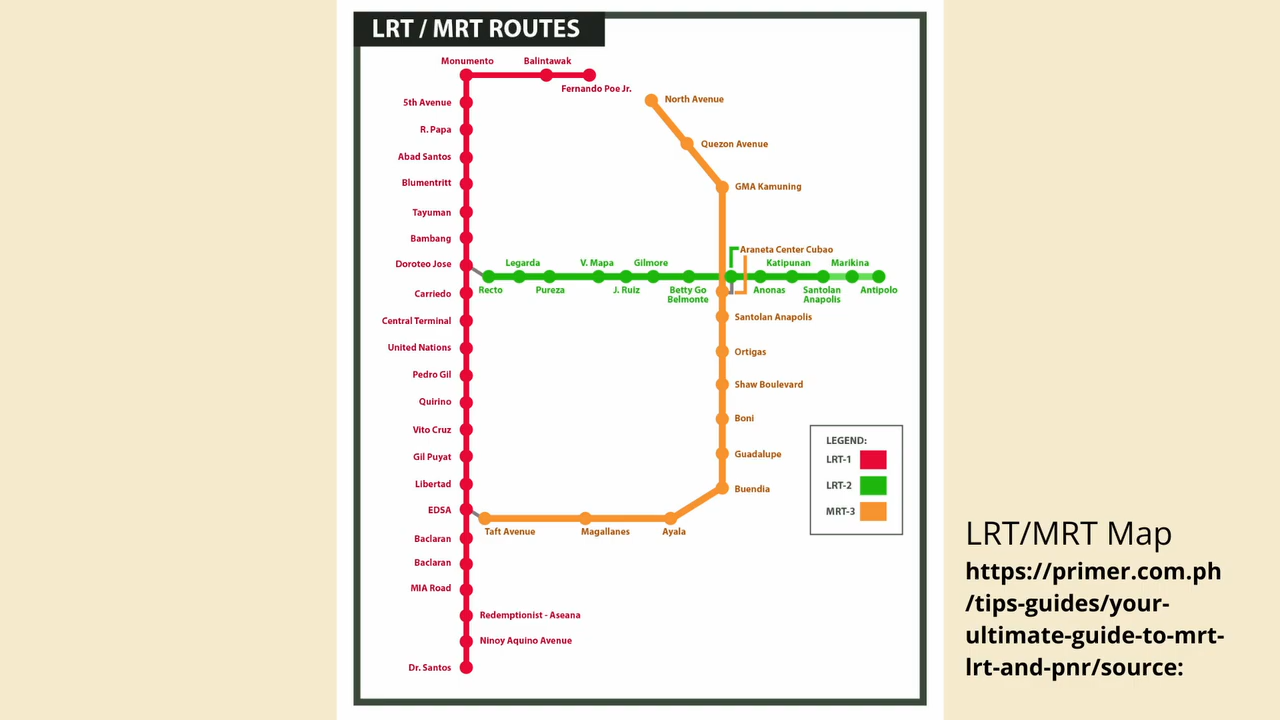 LRT / MRT ROUTES
Monumento
Balintawak
Fernando Poe Jr.
5th Avenue
R. Papa
Abad Santos
Blumentritt
Tayuman
Bambang
Doroteo Jose
Carriedo
Central Terminal
United Nations
Pedro Gil
Quirino
Vito Cruz
Gil Puyat
Libertad
EDSA
Baclaran
Baclaran
MIA Road
Redemptionist - Aseana
Ninoy Aquino Avenue
Dr. Santos
Recto
Legarda
Pureza
V. Mapa
J. Ruiz
Gilmore
Betty Go
Belmonte
Araneta Center Cubao
Anonas
Katipunan
Santolan
Anapolis
Marikina
Antipolo
North Avenue
Quezon Avenue
GMA Kamuning
Santolan Anapolis
Ortigas
Shaw Boulevard
Boni
Guadalupe
Buendia
Ayala
Magallanes
Taft Avenue
LEGEND:
LRT-1
LRT-2
MRT-3
LRT/MRT Map
https://primer.com.ph
/tips-guides/your-
ultimate-guide-to-mrt-
lrt-and-pnr/source: